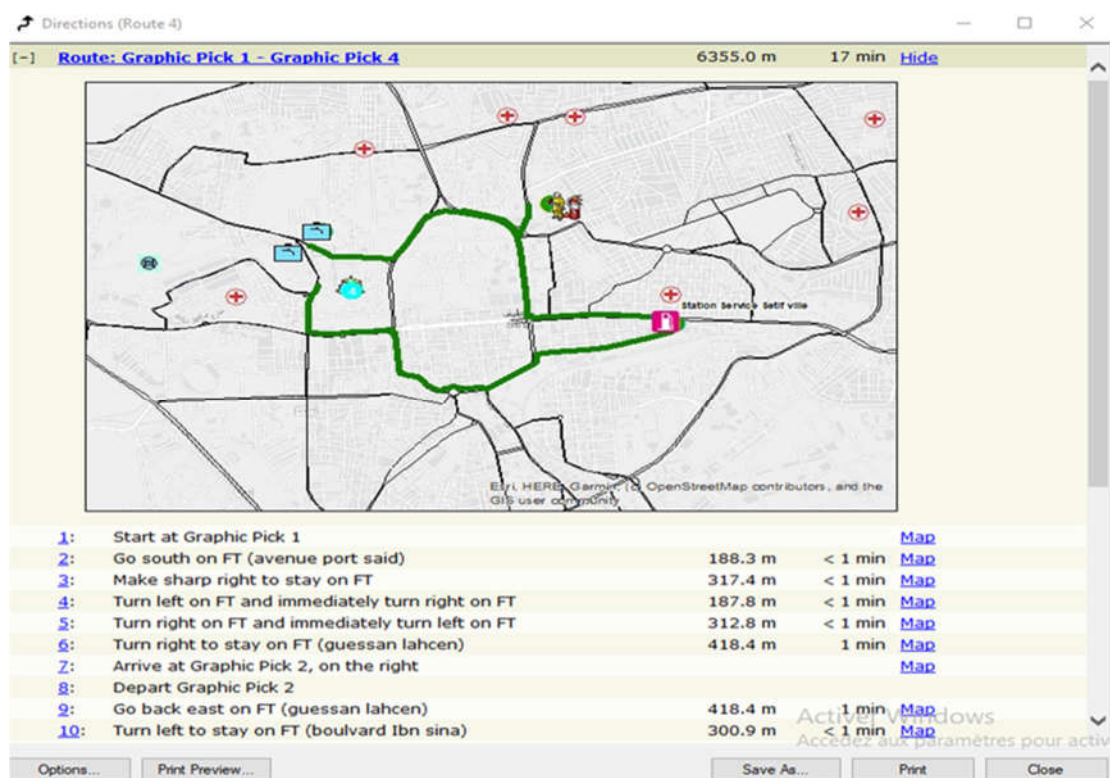 Directions (Route 4)
[-] Route: Graphic Pick 1 - Graphic Pick 4 6355.0 m 17 min Hide
Station Service Setif ville
4
Esri, HERE, Garmin, (c) OpenStreetMap contributors, and the
GIS user community
1: Start at Graphic Pick 1 Map
2: Go south on FT (avenue port said) 188.3 m < 1 min Map
3: Make sharp right to stay on FT 317.4 m < 1 min Map
4: Turn left on FT and immediately turn right on FT 187.8 m < 1 min Map
5: Turn right on FT and immediately turn left on FT 312.8 m < 1 min Map
6: Turn right to stay on FT (guessan lahcen) 418.4 m 1 min Map
7: Arrive at Graphic Pick 2, on the right Map
8: Depart Graphic Pick 2
9: Go back east on FT (guessan lahcen) 418.4 m 1 min Map
10: Turn left to stay on FT (boulvard Ibn sina) 300.9 m < 1 min Map
Activer Windows
Accédez aux paramètres pour activ
Options... Print Preview... Save As... Print Close